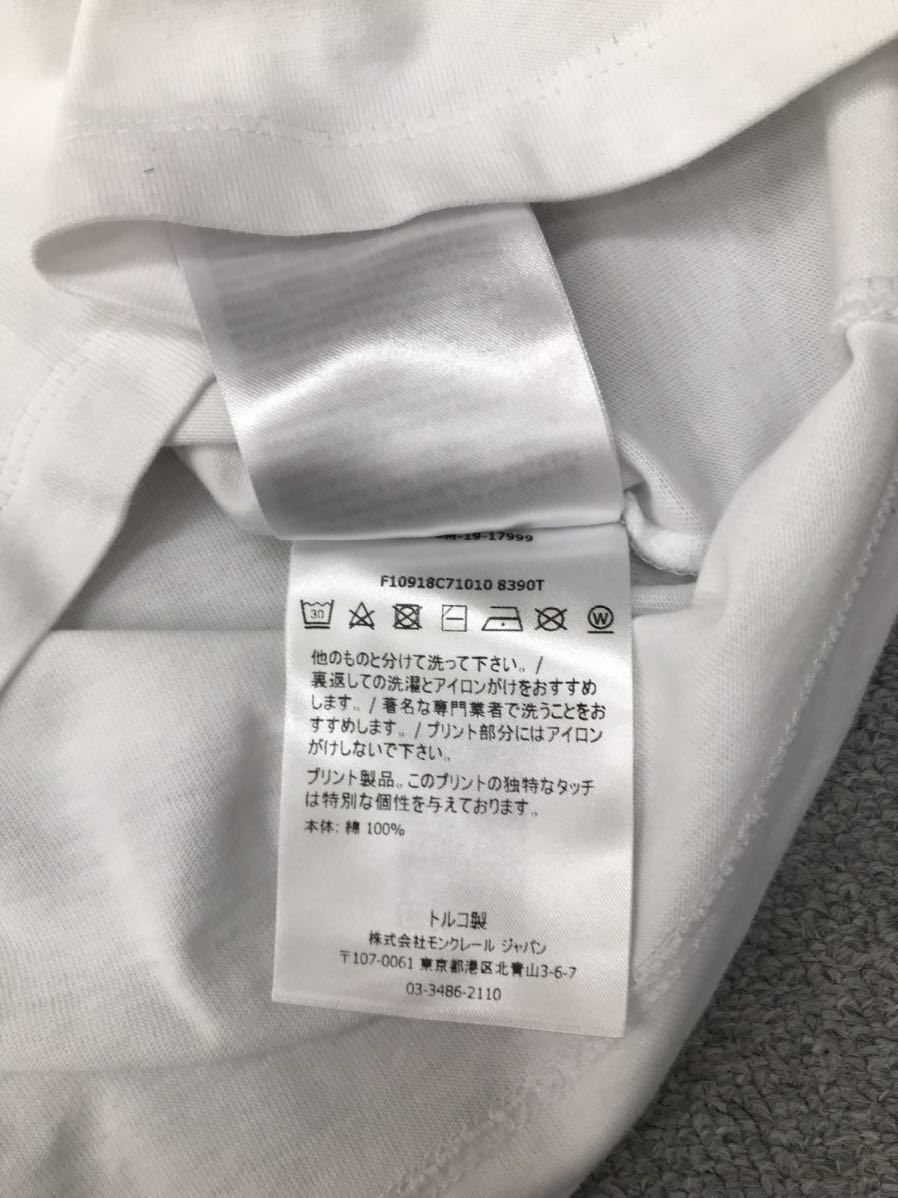 -19-17999
F10918C71010 8390T
30
W
他のものと分けて洗って下さい。/
裏返しての洗濯とアイロンがけをおすすめ
します。/ 著名な専門業者で洗うことをお
すすめします。/ プリント部分にはアイロン
がけしないで下さい。
プリント製品。このプリントの独特なタッチ
は特別な個性を与えております。
本体: 綿 100%
トルコ製
株式会社モンクレール ジャパン
〒107-0061 東京都港区北青山3-6-7
03-3486-2110